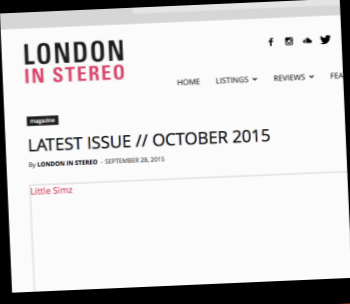 LONDON
IN STEREO
HOME LISTINGS REVIEWS FEA
magazine
LATEST ISSUE // OCTOBER 2015
By LONDON IN STEREO - SEPTEMBER 28, 2015
Little Simz